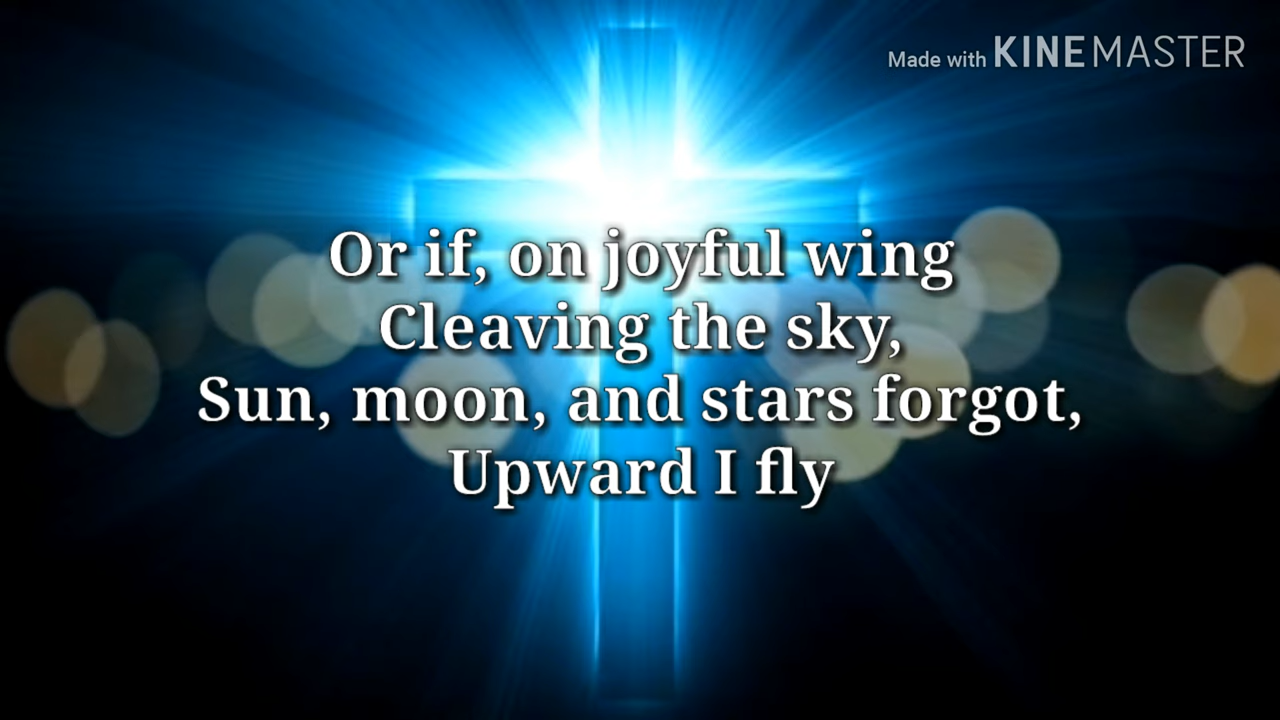 Made with KINEMASTER
Or if, on joyful wing
Cleaving the sky,
Sun, moon, and stars forgot,
Upward I fly